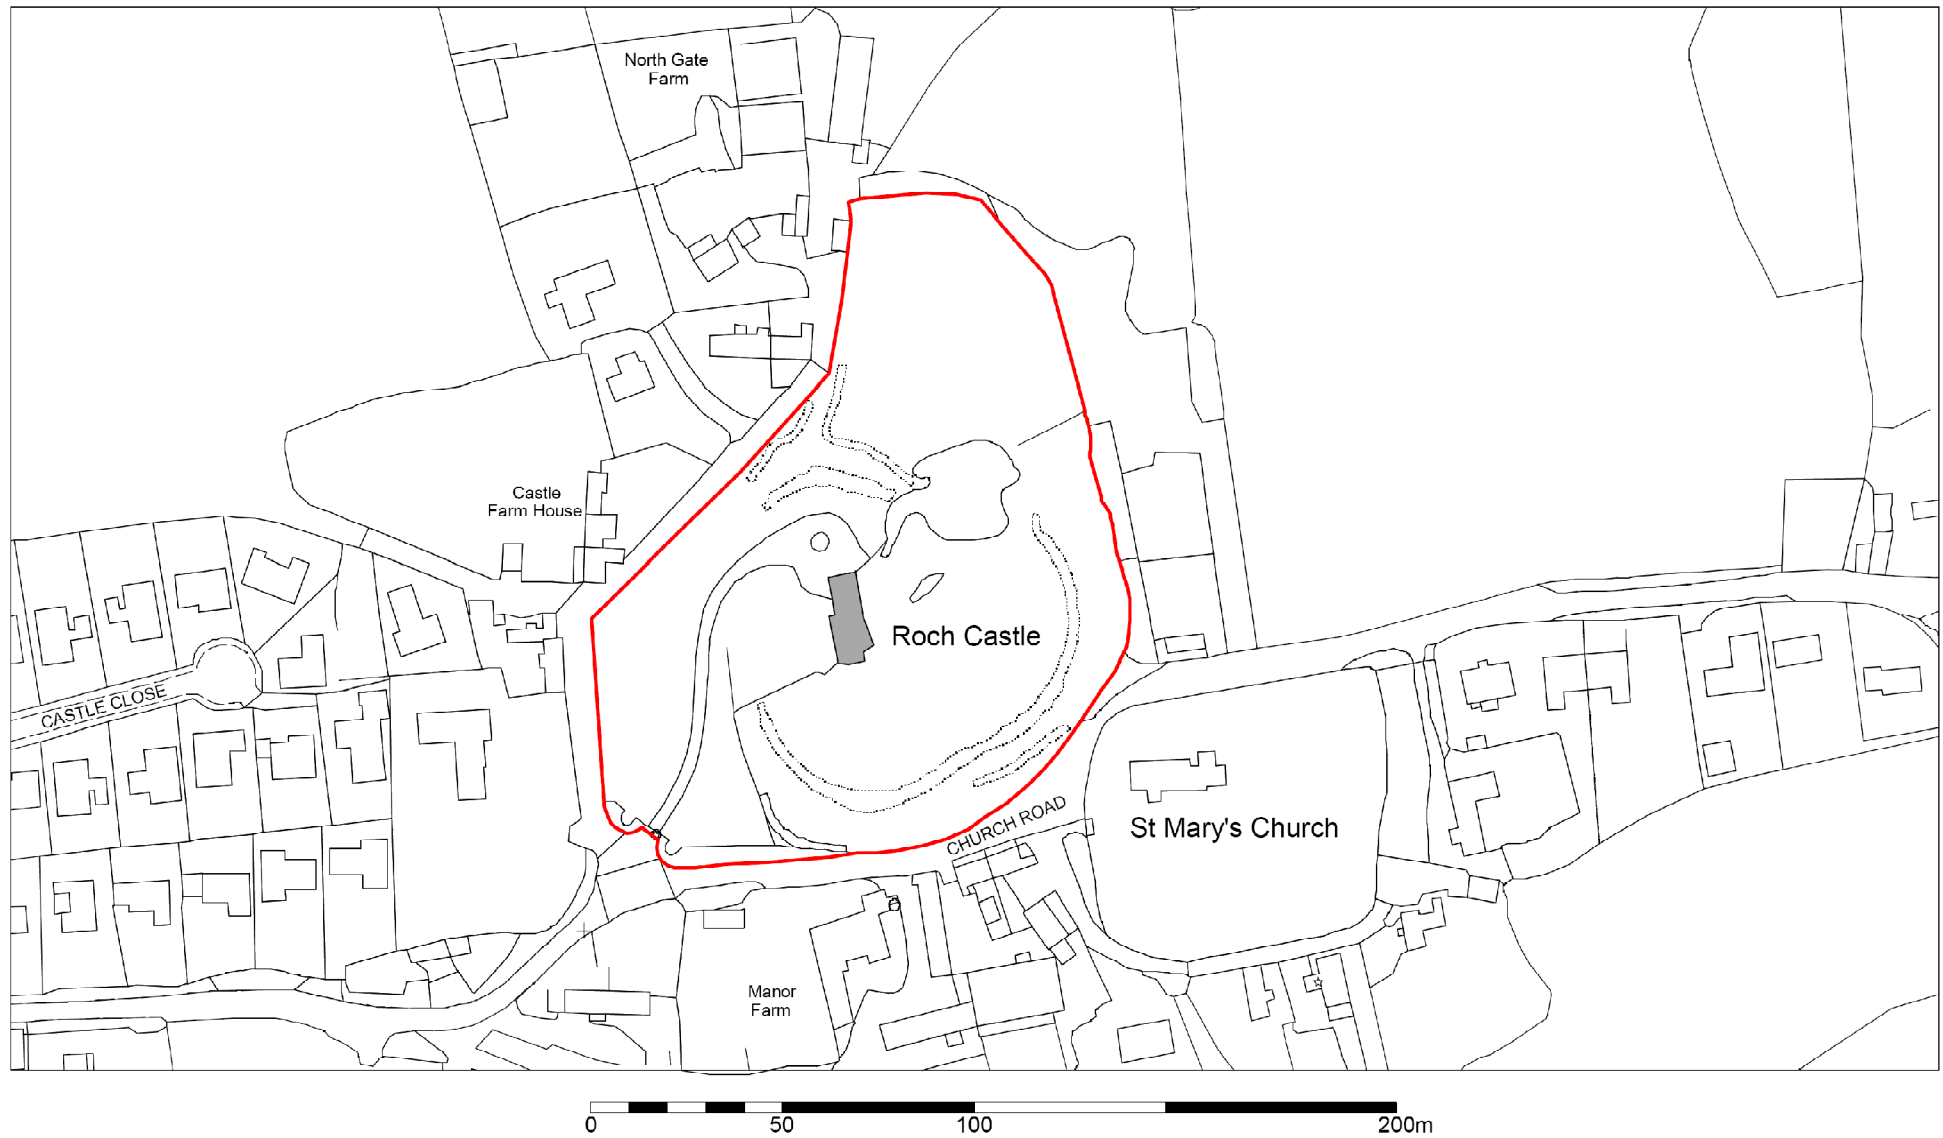 North Gate
Farm
Castle
Farm House
Roch Castle
CASTLE CLOSE
CHURCH ROAD
St Mary's Church
Manor
Farm
0 50 100 200m